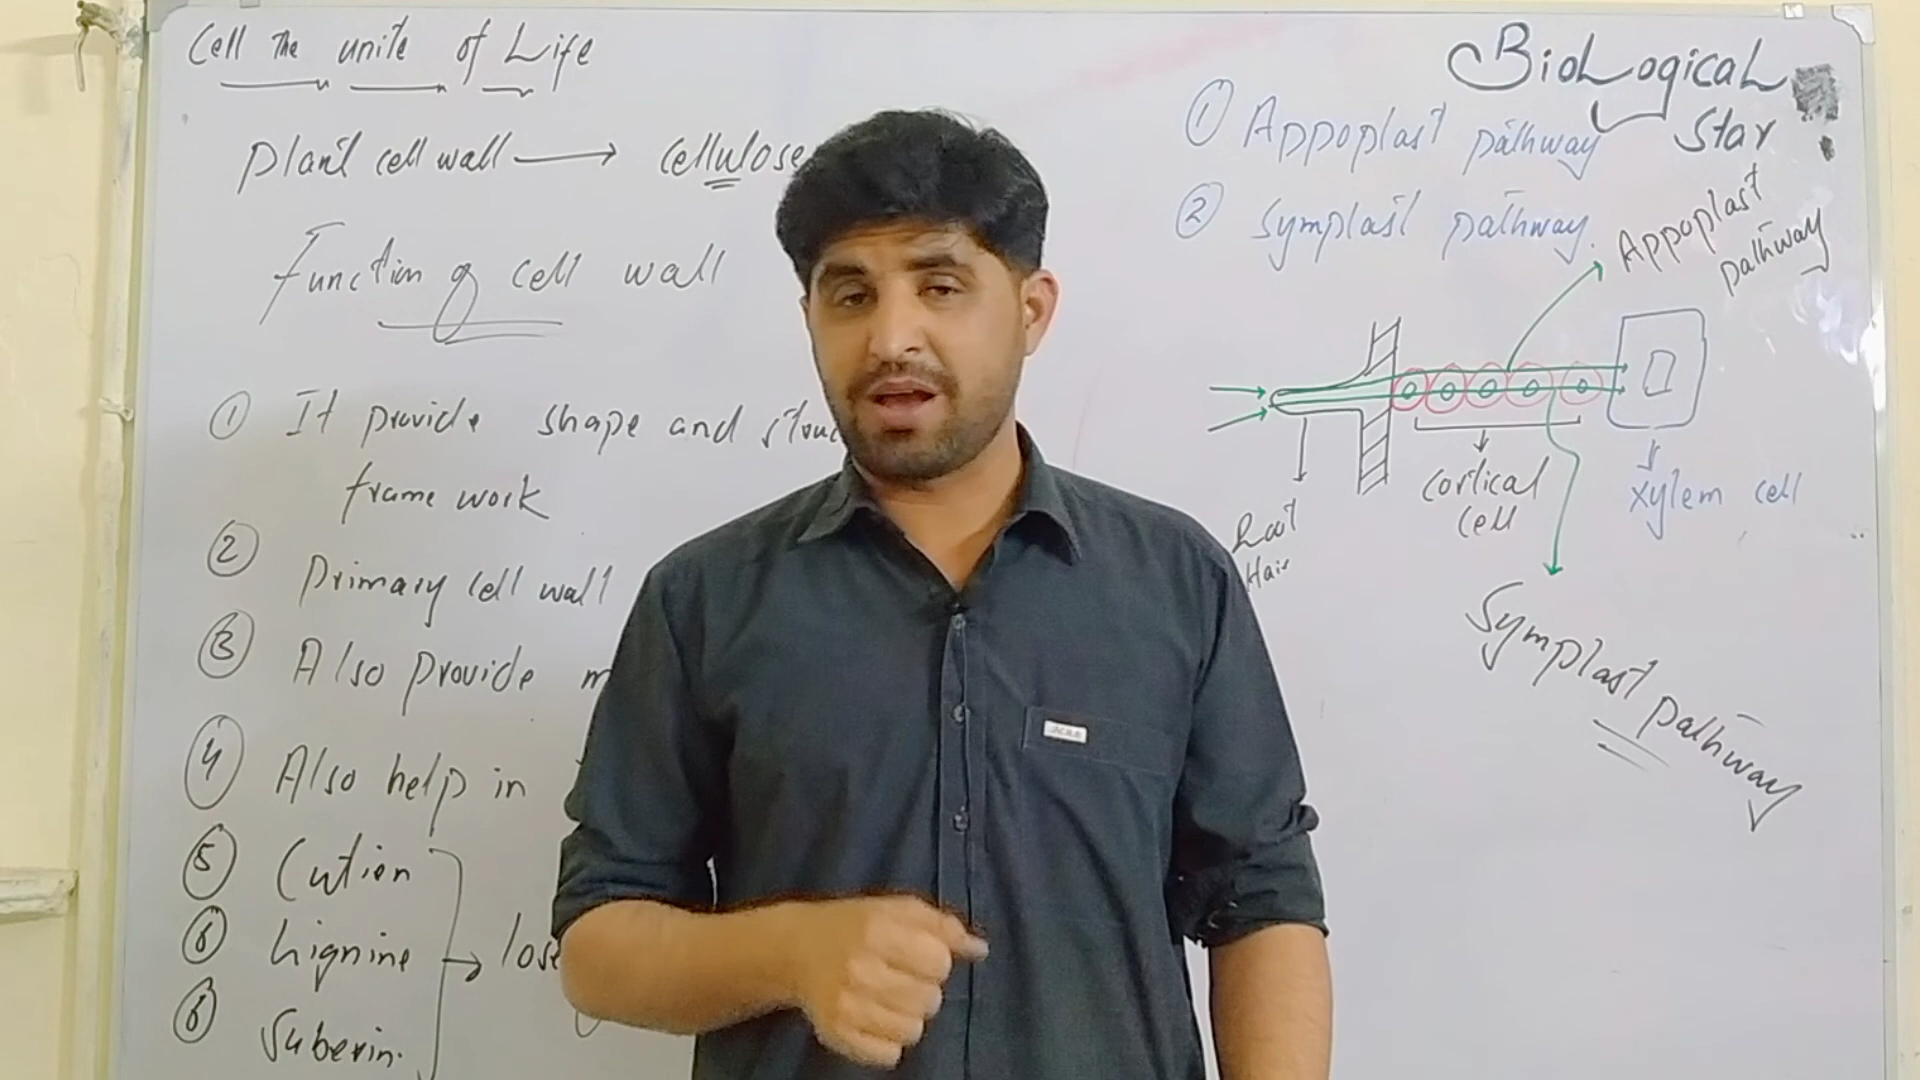 Cell The unite of Life
plant cell wall → cellulose
Function of cell wall
① It provide shape and
frame work
② primary cell wall
③ Also provide
④ Also help in
⑤ Cution
⑥ Lignine
→ lose
⑥ Suberin.
BioLogicaL
Star
① Appoplast pathway
② Symplast pathway.
Appoplast
pathway
cortical
cell
xylem cell
Root
Hair
Symplast pathway